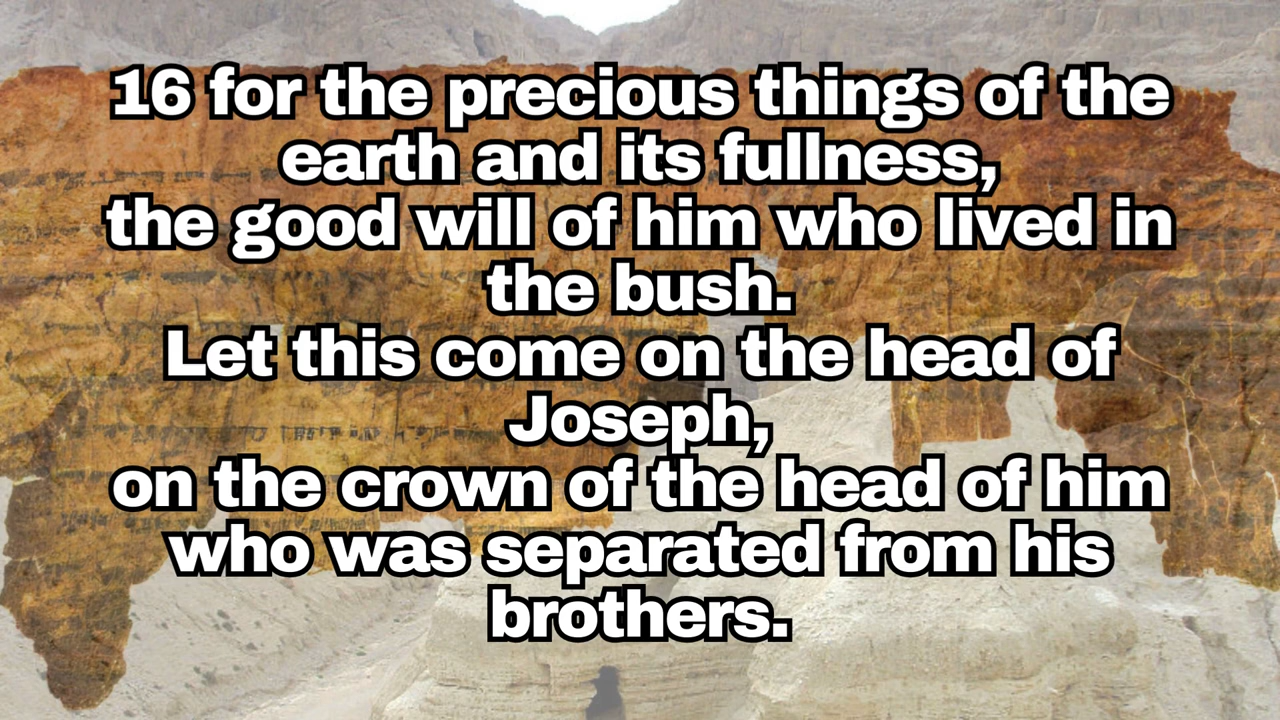 16 for the precious things of the
earth and its fullness,
the good will of him who lived in
the bush.
Let this come on the head of
Joseph,
on the crown of the head of him
who was separated from his
brothers.